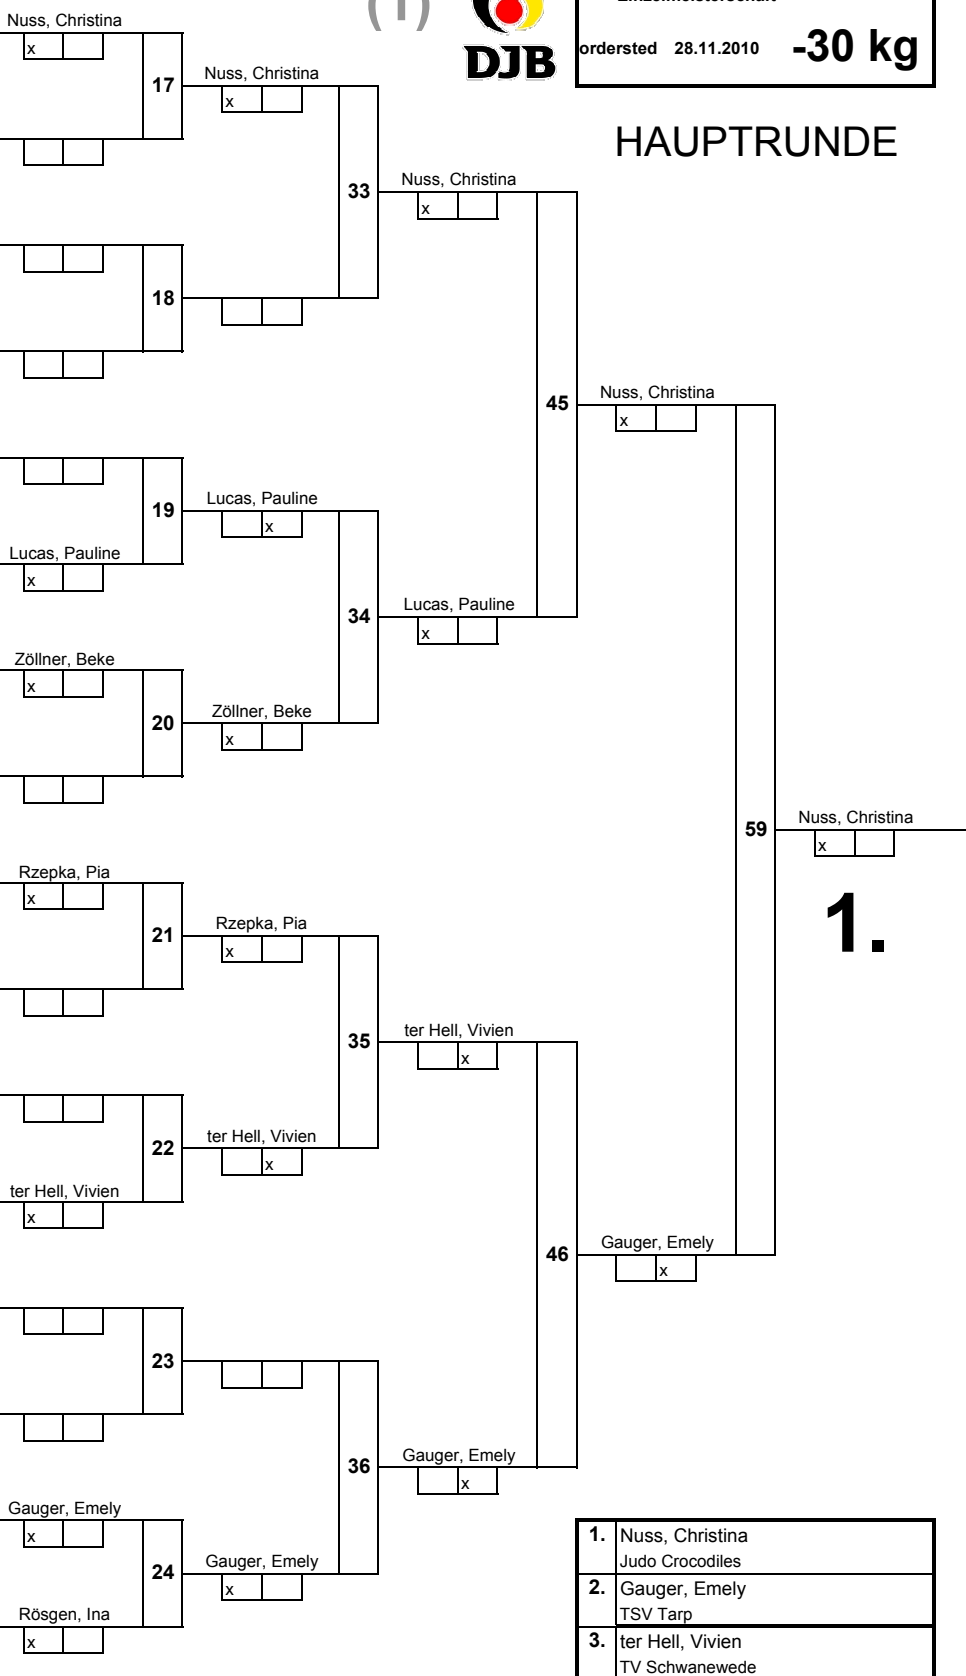 (1)
DJB
ordersted 28.11.2010 -30 kg
HAUPTRUNDE
Nuss, Christina
x
17
Nuss, Christina
x
18
33
Nuss, Christina
x
19
Lucas, Pauline
x
Lucas, Pauline
x
Zöllner, Beke
x
20
Zöllner, Beke
x
34
Lucas, Pauline
x
45
Nuss, Christina
x
Rzepka, Pia
x
21
Rzepka, Pia
x
22
ter Hell, Vivien
x
ter Hell, Vivien
x
35
ter Hell, Vivien
x
23
Gauger, Emely
x
24
Rösgen, Ina
x
Gauger, Emely
x
36
Gauger, Emely
x
46
Gauger, Emely
x
59
Nuss, Christina
x
1.
1. Nuss, Christina
Judo Crocodiles
2. Gauger, Emely
TSV Tarp
3. ter Hell, Vivien
TV Schwanewede